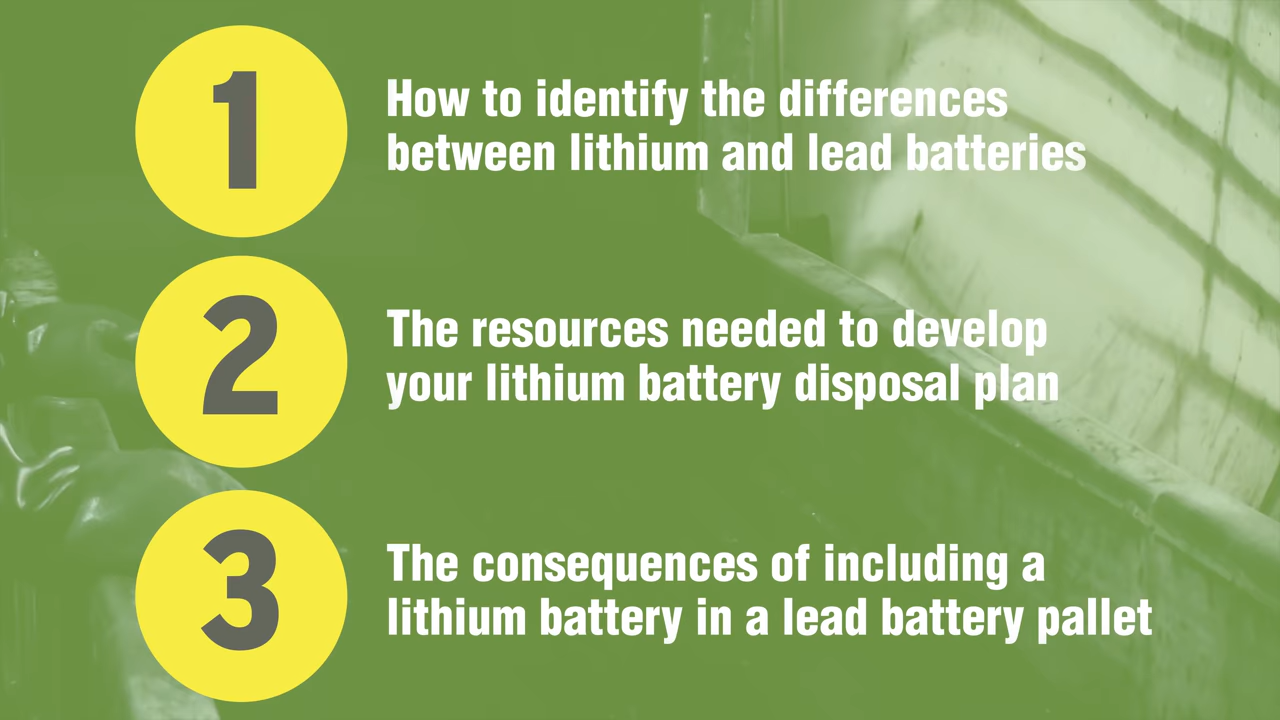 1
How to identify the differences
between lithium and lead batteries
2
The resources needed to develop
your lithium battery disposal plan
3
The consequences of including a
lithium battery in a lead battery pallet